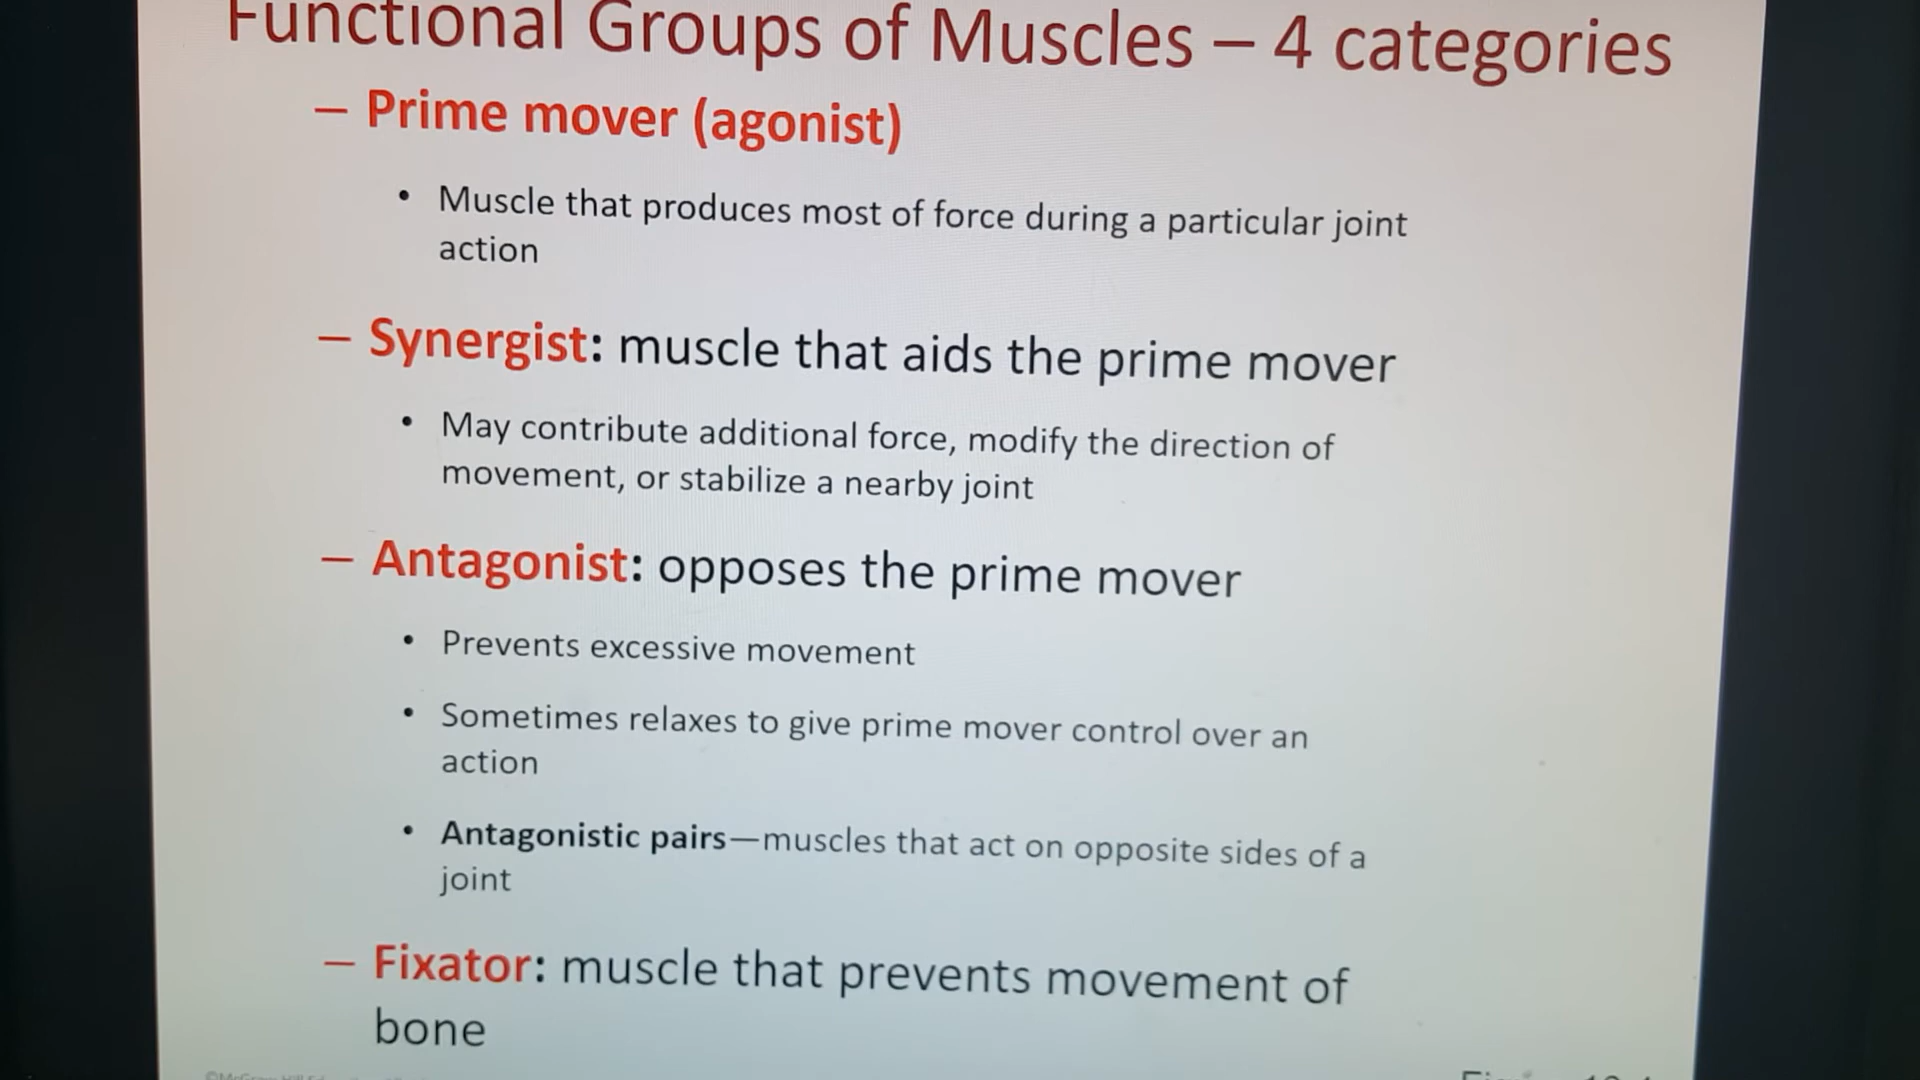 Functional Groups of Muscles – 4 categories
– Prime mover (agonist)
• Muscle that produces most of force during a particular joint
action
– Synergist: muscle that aids the prime mover
• May contribute additional force, modify the direction of
movement, or stabilize a nearby joint
– Antagonist: opposes the prime mover
• Prevents excessive movement
• Sometimes relaxes to give prime mover control over an
action
• Antagonistic pairs—muscles that act on opposite sides of a
joint
– Fixator: muscle that prevents movement of
bone